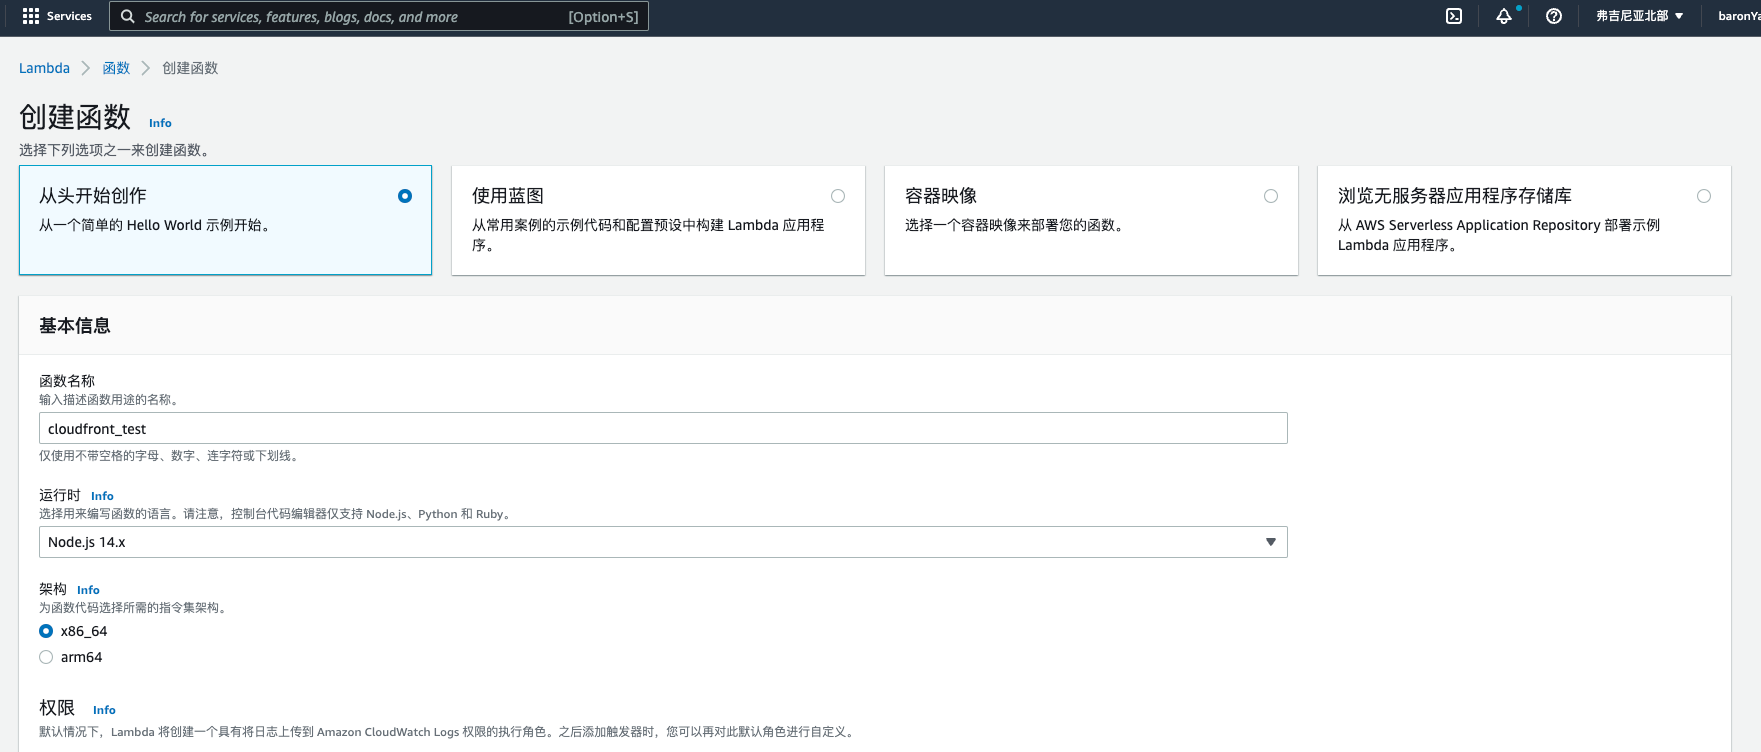 Services
Search for services, features, blogs, docs, and more
[Option+S]
弗吉尼亚北部
Lambda
函数
创建函数
创建函数
Info
选择下列选项之一来创建函数。
从头开始创作
从一个简单的 Hello World 示例开始。
使用蓝图
从常用案例的示例代码和配置预设中构建 Lambda 应用程
序。
容器映像
选择一个容器映像来部署您的函数。
浏览无服务器应用程序存储库
从 AWS Serverless Application Repository 部署示例
Lambda 应用程序。
基本信息
函数名称
输入描述函数用途的名称。
cloudfront_test
仅使用不带空格的字母、数字、连字符或下划线。
运行时 Info
选择用来编写函数的语言。请注意，控制台代码编辑器仅支持 Node.js、Python 和 Ruby。
Node.js 14.x
架构 Info
为函数代码选择所需的指令集架构。
x86_64
arm64
权限 Info
默认情况下，Lambda 将创建一个具有将日志上传到 Amazon CloudWatch Logs 权限的执行角色。之后添加触发器时，您可以再对此默认角色进行自定义。